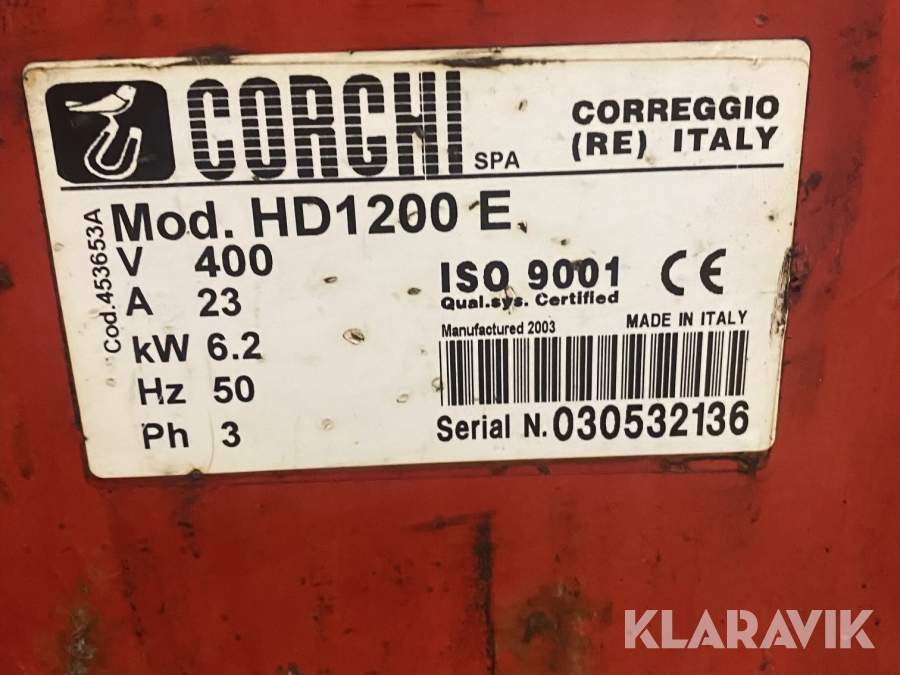 CORGHI SPA
CORREGGIO
(RE) ITALY
Cod.453653A
Mod. HD1200 E
V 400
A 23
kW 6.2
Hz 50
Ph 3
ISO 9001 CE
Qual.sys. Certified
Manufactured 2003 MADE IN ITALY
Serial N. 030532136
KLARAVIK